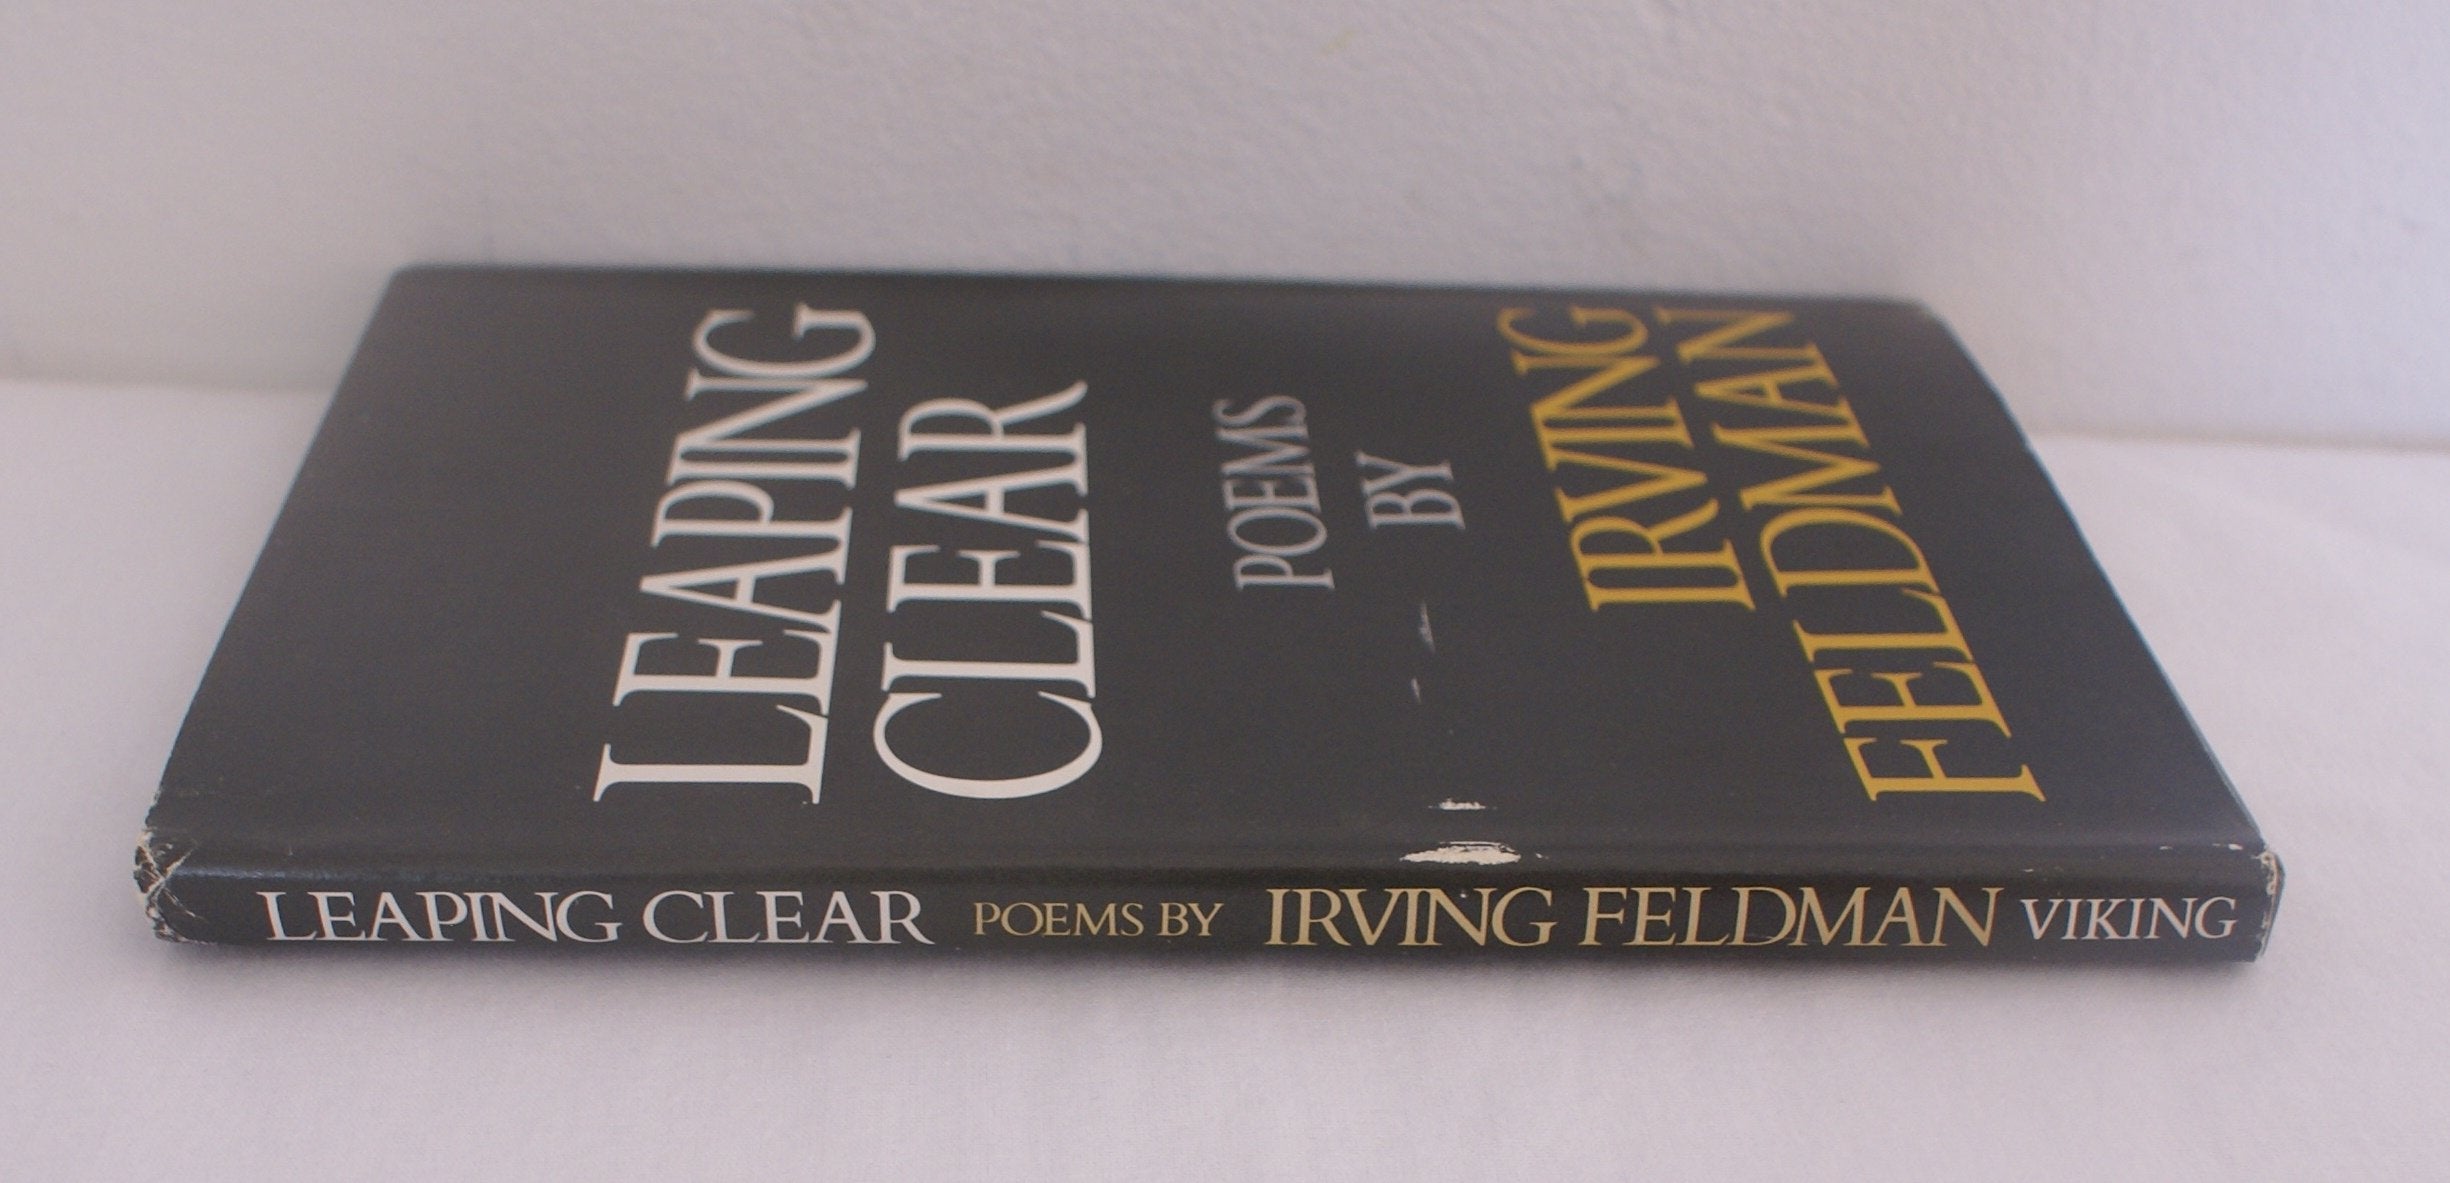 LEAPING
CLEAR
POEMS
BY
IRVING
FELDMAN
LEAPING CLEAR POEMS BY IRVING FELDMAN VIKING